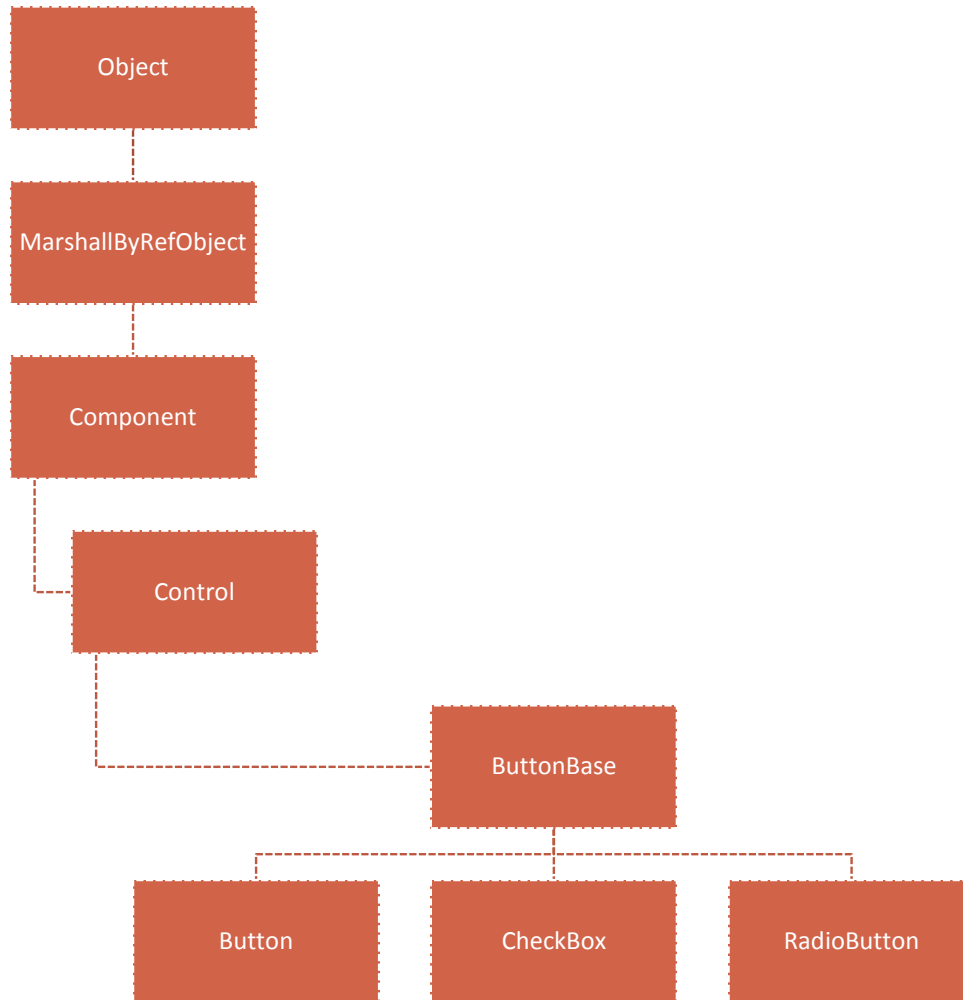 Object
MarshallByRefObject
Component
Control
ButtonBase
Button
CheckBox
RadioButton